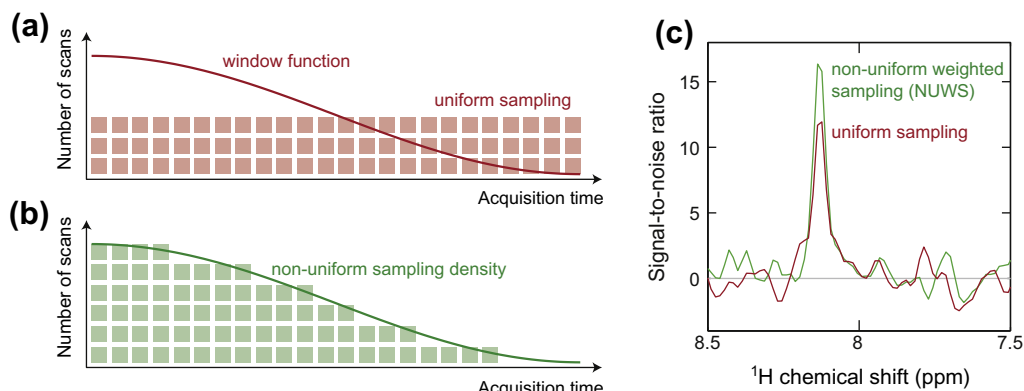 (a)
Number of scans
window function
uniform sampling
Acquisition time
(b)
Number of scans
non-uniform sampling density
Acquisition time
(c)
Signal-to-noise ratio
15
10
5
0
non-uniform weighted
sampling (NUWS)
uniform sampling
8.5
8
7.5
¹H chemical shift (ppm)